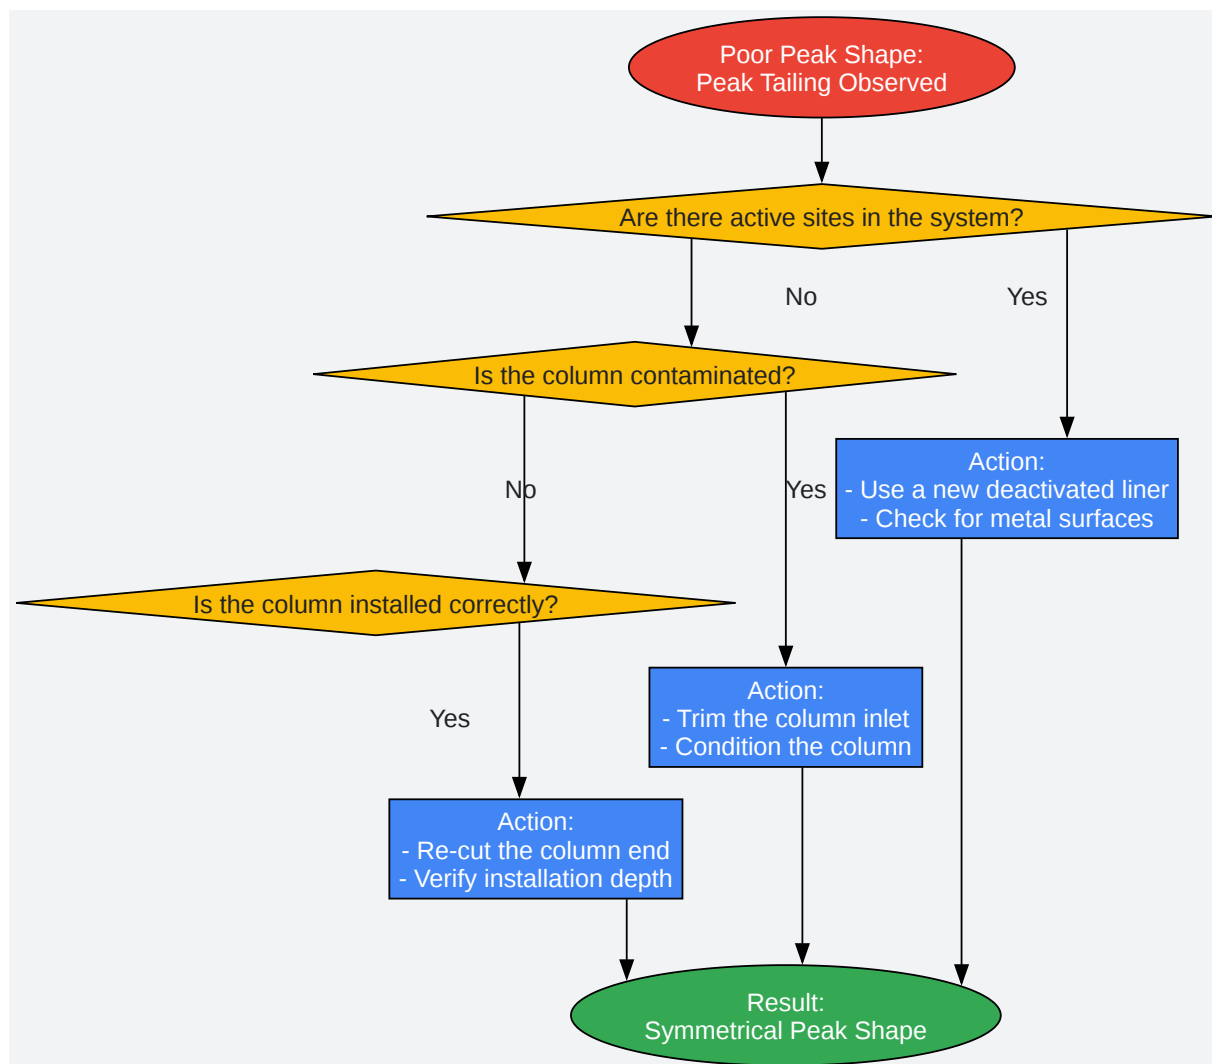 Poor Peak Shape:
Peak Tailing Observed
Are there active sites in the system?
No
Yes
Is the column contaminated?
Action:
- Use a new deactivated liner
- Check for metal surfaces
No
Yes
Is the column installed correctly?
Action:
- Trim the column inlet
- Condition the column
Yes
Action:
- Re-cut the column end
- Verify installation depth
Result:
Symmetrical Peak Shape